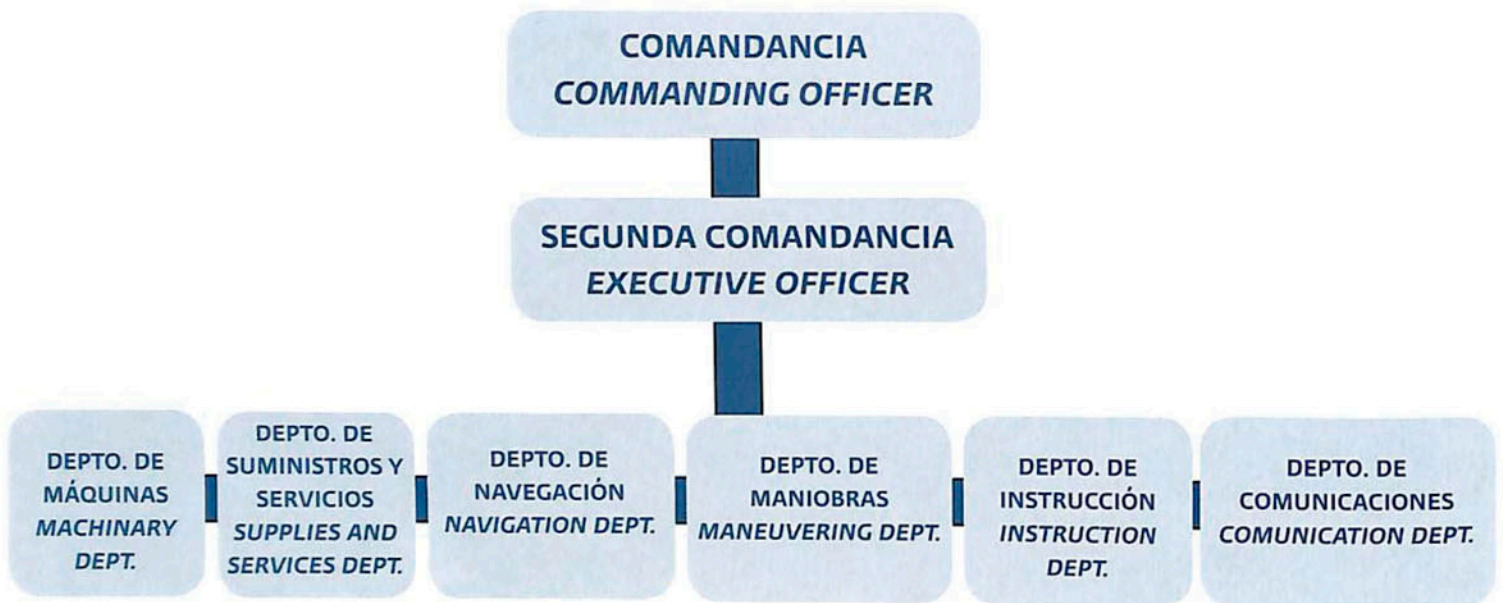 COMANDANCIA
COMMANDING OFFICER
SEGUNDA COMANDANCIA
EXECUTIVE OFFICER
DEPTO. DE
MÁQUINAS
MACHINARY
DEPT.
DEPTO. DE
SUMINISTROS Y
SERVICIOS
SUPPLIES AND
SERVICES DEPT.
DEPTO. DE
NAVEGACIÓN
NAVIGATION DEPT.
DEPTO. DE
MANIOBRAS
MANEUVERING DEPT.
DEPTO. DE
INSTRUCCIÓN
INSTRUCTION
DEPT.
DEPTO. DE
COMUNICACIONES
COMUNICATION DEPT.